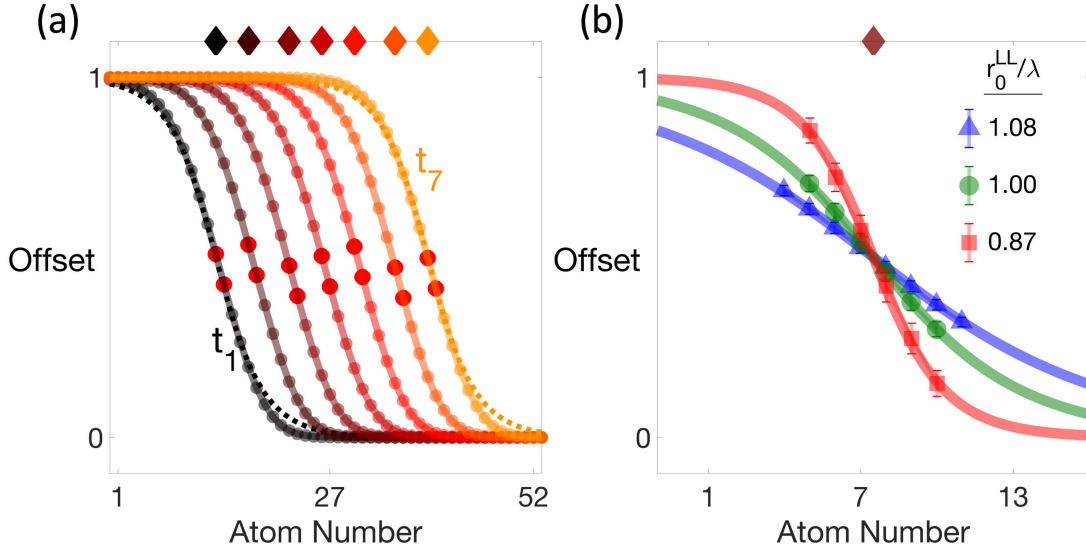 (a)
1
Offset
0
t₁
t₇
1
27
52
Atom Number
(b)
r₀ᴸᴸ/λ
1.08
1.00
0.87
1
Offset
0
1
7
13
Atom Number